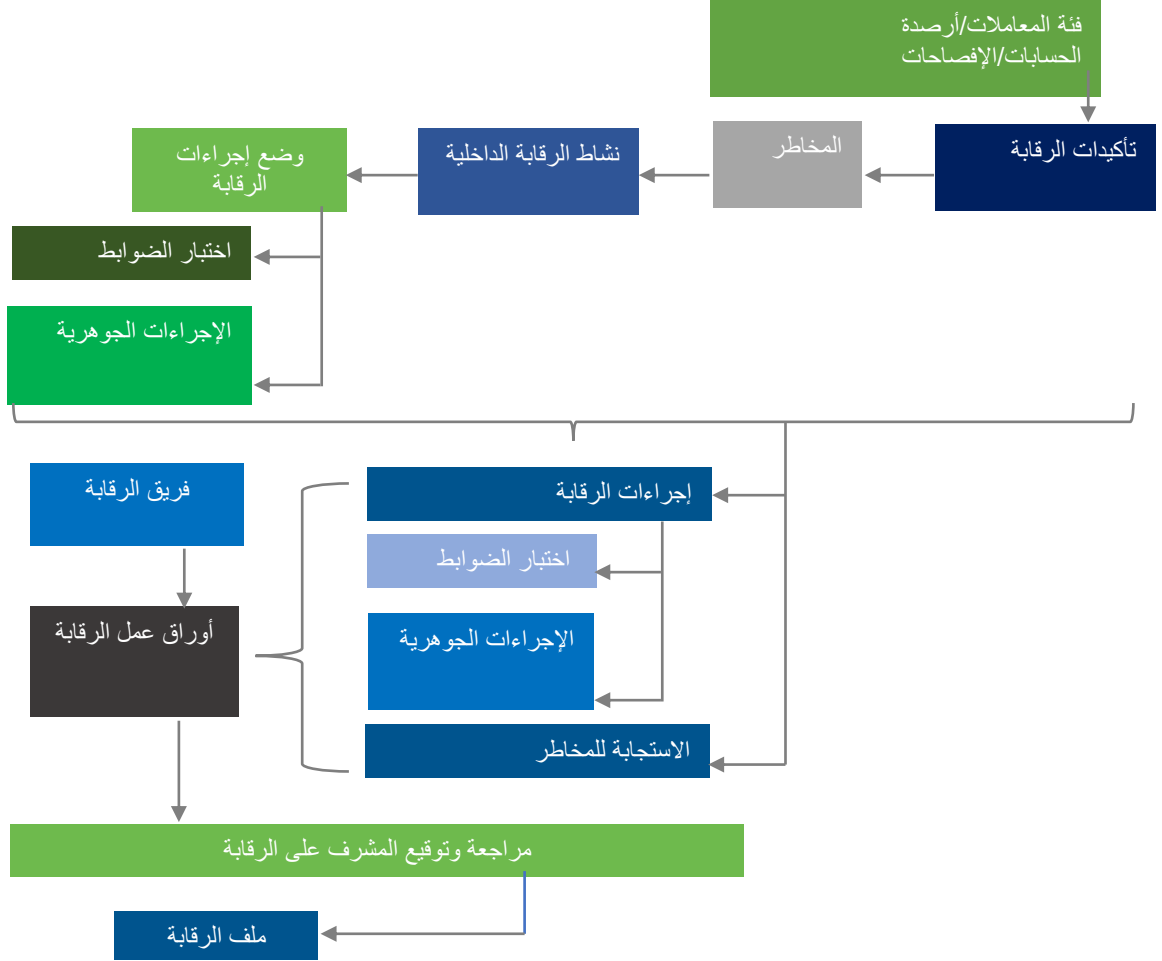 فئة المعاملات/أرصدة
الحسابات/الإفصاحات
تأكيدات الرقابة
المخاطر
نشاط الرقابة الداخلية
وضع إجراءات
الرقابة
اختبار الضوابط
الإجراءات الجوهرية
إجراءات الرقابة
فريق الرقابة
اختبار الضوابط
الإجراءات الجوهرية
أوراق عمل الرقابة
الاستجابة للمخاطر
مراجعة وتوقيع المشرف على الرقابة
ملف الرقابة